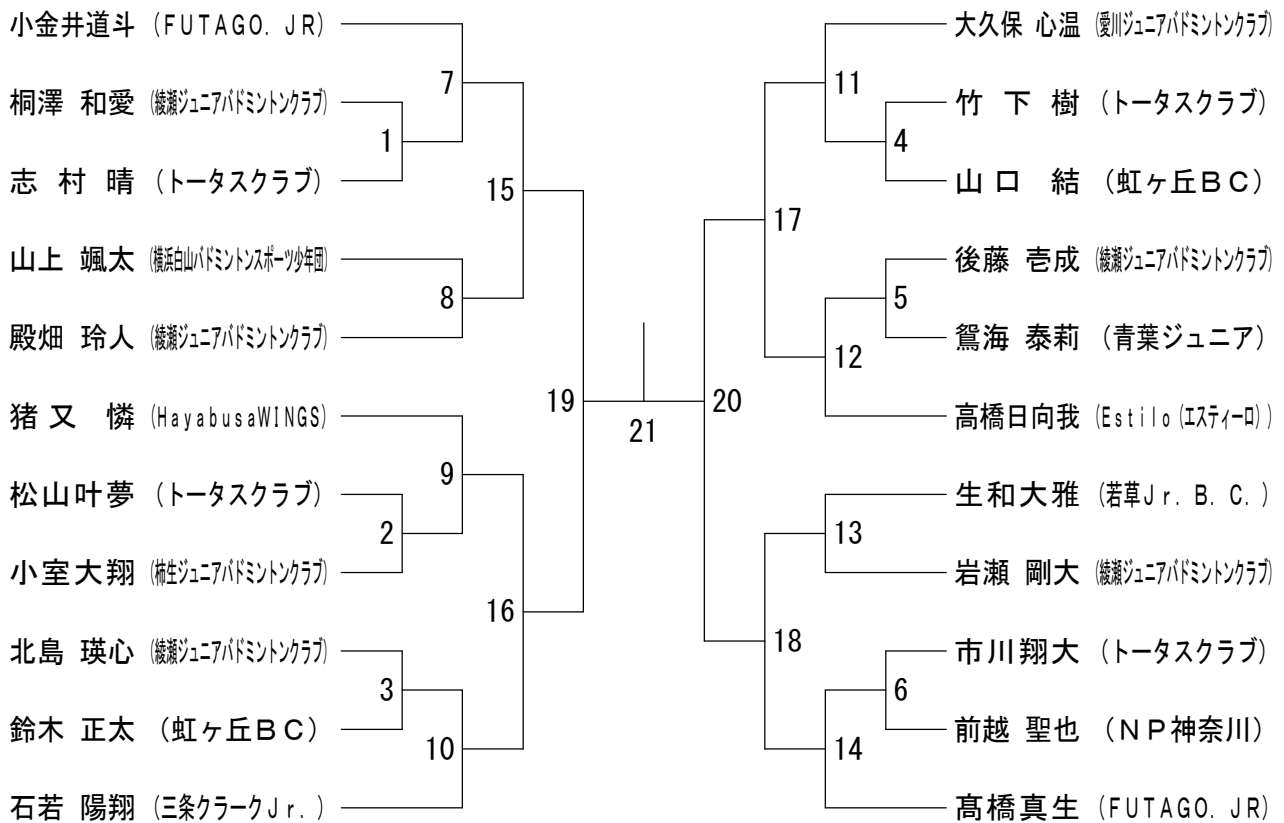 小金井道斗 (FUTAGO. JR)
7
桐澤 和愛 (綾瀬ジュニアバドミントンクラブ)
1
志 村 晴 (トータスクラブ)
15
山上 颯太 (横浜白山バドミントンスポーツ少年団)
8
殿畑 玲人 (綾瀬ジュニアバドミントンクラブ)
19
猪 又 憐 (HayabusaWINGS)
9
松山叶夢 (トータスクラブ)
2
小室大翔 (柿生ジュニアバドミントンクラブ)
16
北島 瑛心 (綾瀬ジュニアバドミントンクラブ)
3
鈴木 正太 (虹ヶ丘BC)
10
石若 陽翔 (三条クラークJr.)
21
大久保 心温 (愛川ジュニアバドミントンクラブ)
11
竹 下 樹 (トータスクラブ)
4
山口 結 (虹ヶ丘BC)
17
後藤 壱成 (綾瀬ジュニアバドミントンクラブ)
5
鴛海 泰莉 (青葉ジュニア)
12
高橋日向我 (Estilo(エスティーロ))
20
生和大雅 (若草Jr. B. C. )
13
岩瀬 剛大 (綾瀬ジュニアバドミントンクラブ)
18
市川翔大 (トータスクラブ)
6
前越 聖也 (NP神奈川)
14
髙橋真生 (FUTAGO. JR)